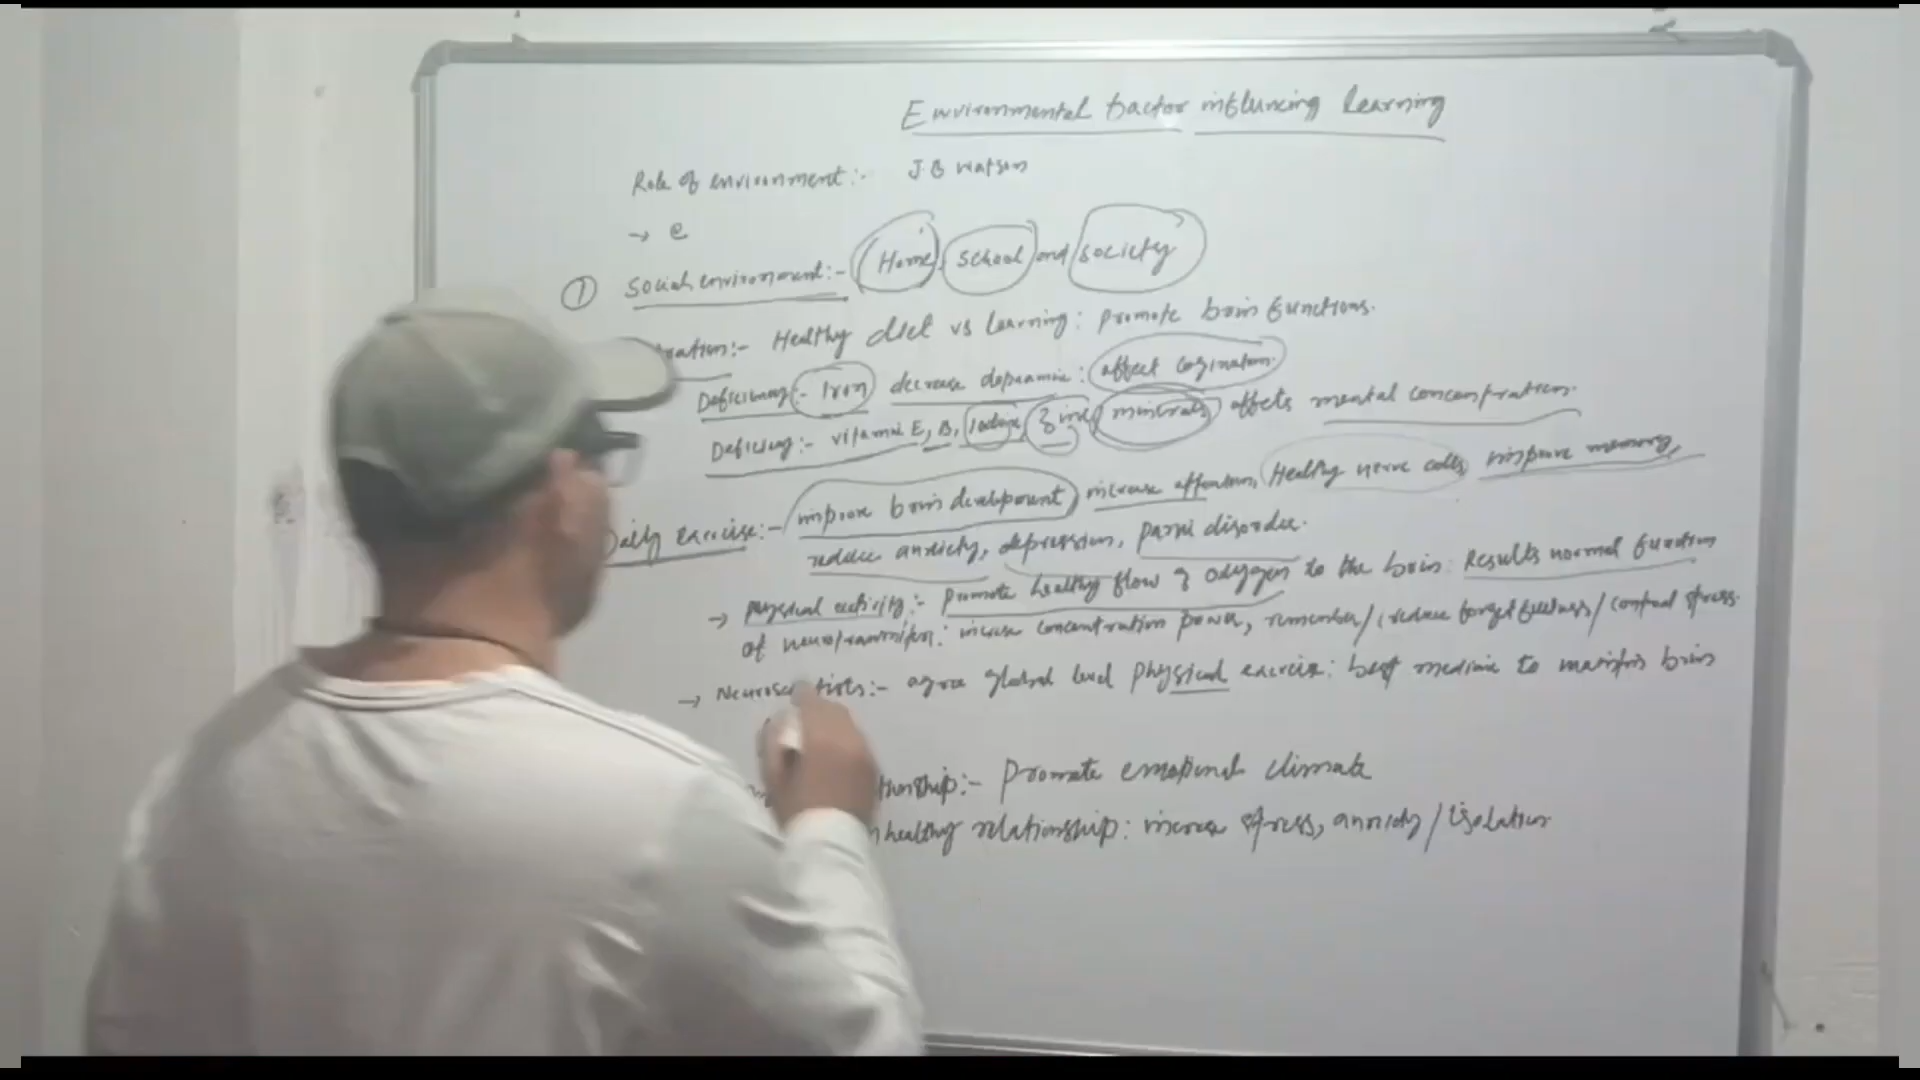 Environmental factor influncing Learning
Role of environment:- J.B Watson
→ e
① Social environment:- (Home, School and society
ration:- Healthy diet vs learning: promote brain functions.
Deficiency:- Iron decrease dopamine: affect cognition.
Deficiency:- vitamin E, B, iodine, Zinc, minerals affects mental concentration.
Daily exercise:- improve brain development, increase attention, Healthy nerve cells, improve memory,
reduce anxiety, depression, panic disorder.
→ physical activity:- promote healthy flow of oxygen to the brain: Results normal function
of neurotransmitter: increase concentration power, remember/reduce forgetfulness/control stress.
→ Neuroscientists:- agree global level physical exercise: best medicine to maintain brain
tionship:- Promote emotional climate
nhealthy relationship: increase stress, anxiety/isolation